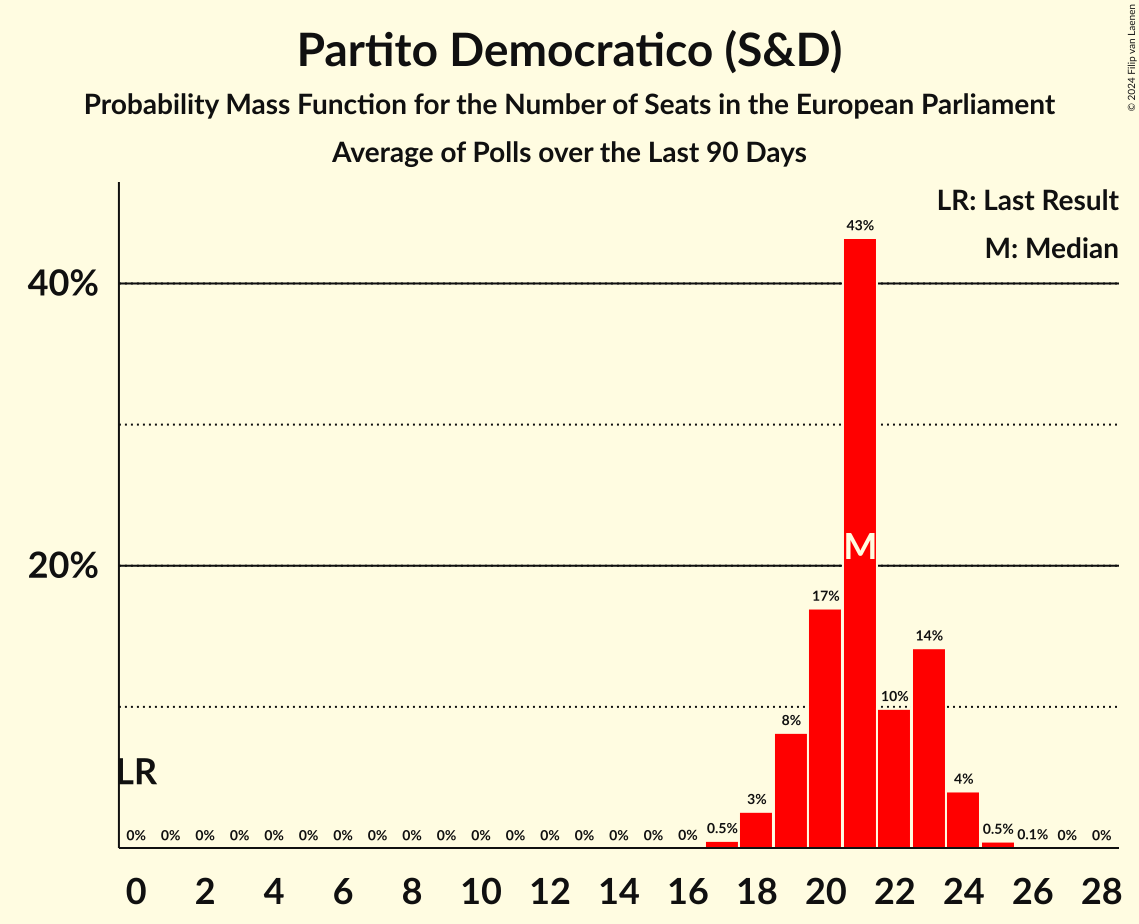 Partito Democratico (S&D)
Probability Mass Function for the Number of Seats in the European Parliament
Average of Polls over the Last 90 Days
© 2024 Filip van Laenen
LR: Last Result
M: Median
43%
40%
M
20%
17%
14%
10%
8%
LR
4%
3%
0% 0% 0% 0% 0% 0% 0% 0% 0% 0% 0% 0% 0% 0% 0% 0% 0% 0.5% 0.5% 0.1% 0% 0%
0 2 4 6 8 10 12 14 16 18 20 22 24 26 28